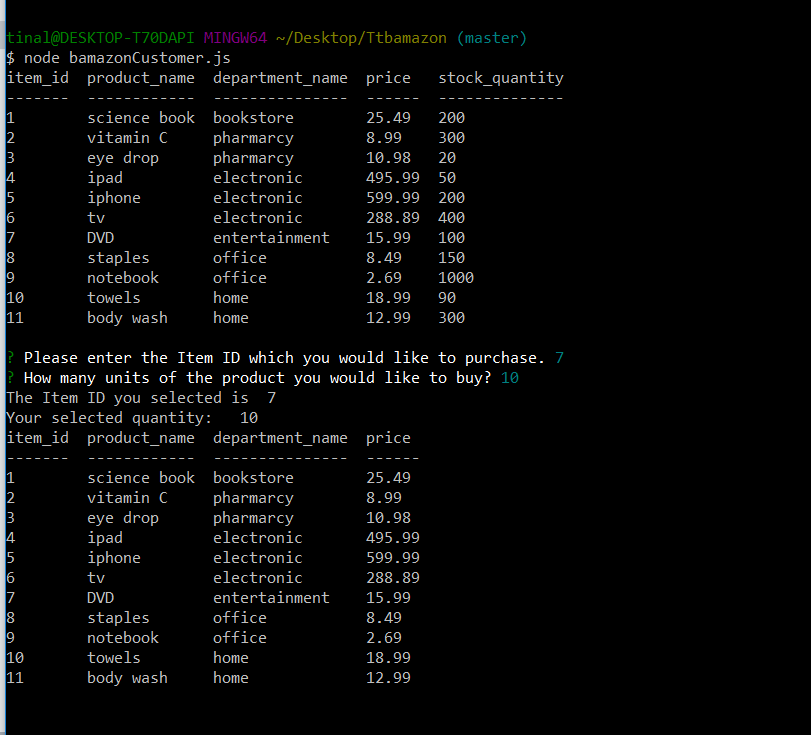 tinal@DESKTOP-T70DAPI MINGW64 ~/Desktop/Ttbamazon (master)
$ node bamazonCustomer.js
item_id  product_name  department_name  price   stock_quantity
-------  ------------  ---------------  ------  --------------
1        science book  bookstore        25.49   200
2        vitamin C     pharmarcy        8.99    300
3        eye drop      pharmarcy        10.98   20
4        ipad          electronic       495.99  50
5        iphone        electronic       599.99  200
6        tv            electronic       288.89  400
7        DVD           entertainment    15.99   100
8        staples       office           8.49    150
9        notebook      office           2.69    1000
10       towels        home             18.99   90
11       body wash     home             12.99   300
? Please enter the Item ID which you would like to purchase. 7
? How many units of the product you would like to buy? 10
The Item ID you selected is  7
Your selected quantity:   10
item_id  product_name  department_name  price
-------  ------------  ---------------  ------
1        science book  bookstore        25.49
2        vitamin C     pharmarcy        8.99
3        eye drop      pharmarcy        10.98
4        ipad          electronic       495.99
5        iphone        electronic       599.99
6        tv            electronic       288.89
7        DVD           entertainment    15.99
8        staples       office           8.49
9        notebook      office           2.69
10       towels        home             18.99
11       body wash     home             12.99